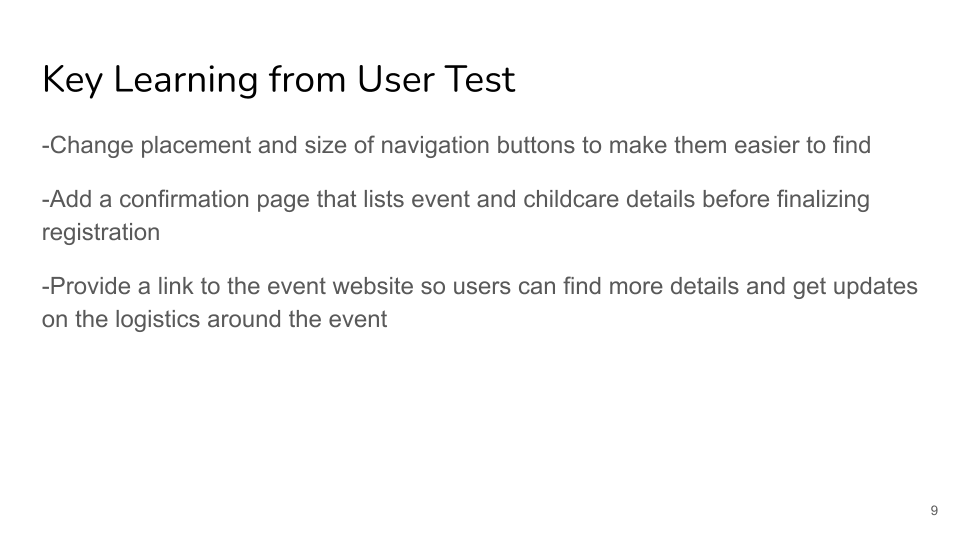 Key Learning from User Test
-Change placement and size of navigation buttons to make them easier to find
-Add a confirmation page that lists event and childcare details before finalizing
registration
-Provide a link to the event website so users can find more details and get updates
on the logistics around the event
9